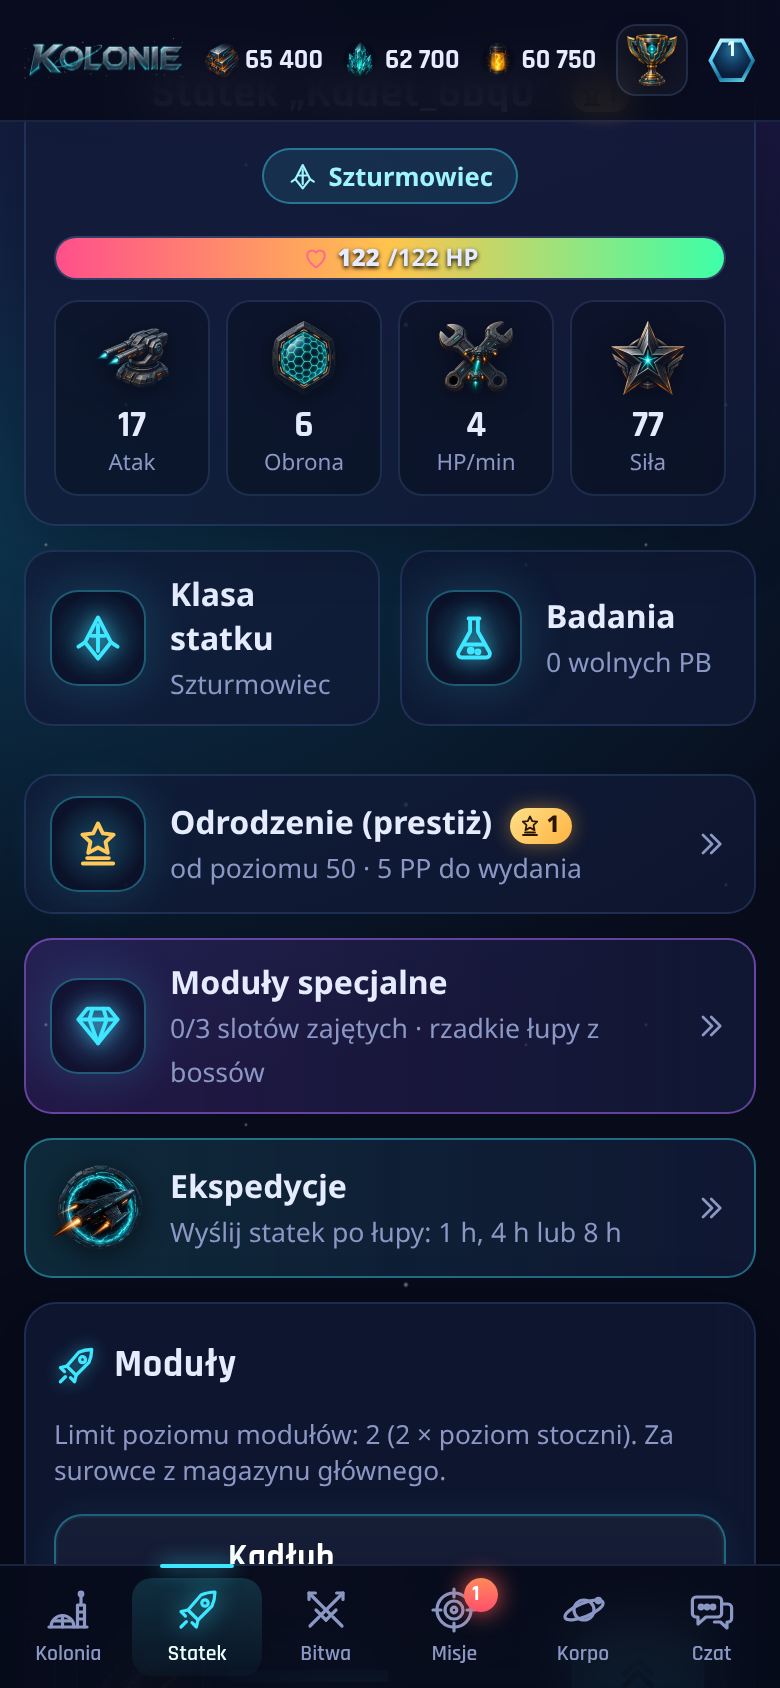 KOLONIE
65 400
62 700
60 750
1
Statek „Kadet_6bq0”
Szturmowiec
122 /122 HP
17
Atak
6
Obrona
4
HP/min
77
Siła
Klasa
statku
Szturmowiec
Badania
0 wolnych PB
Odrodzenie (prestiż) 1
od poziomu 50 · 5 PP do wydania
Moduły specjalne
0/3 slotów zajętych · rzadkie łupy z
bossów
Ekspedycje
Wyślij statek po łupy: 1 h, 4 h lub 8 h
Moduły
Limit poziomu modułów: 2 (2 × poziom stoczni). Za
surowce z magazynu głównego.
Kadłub
Kolonia
Statek
Bitwa
1
Misje
Korpo
Czat